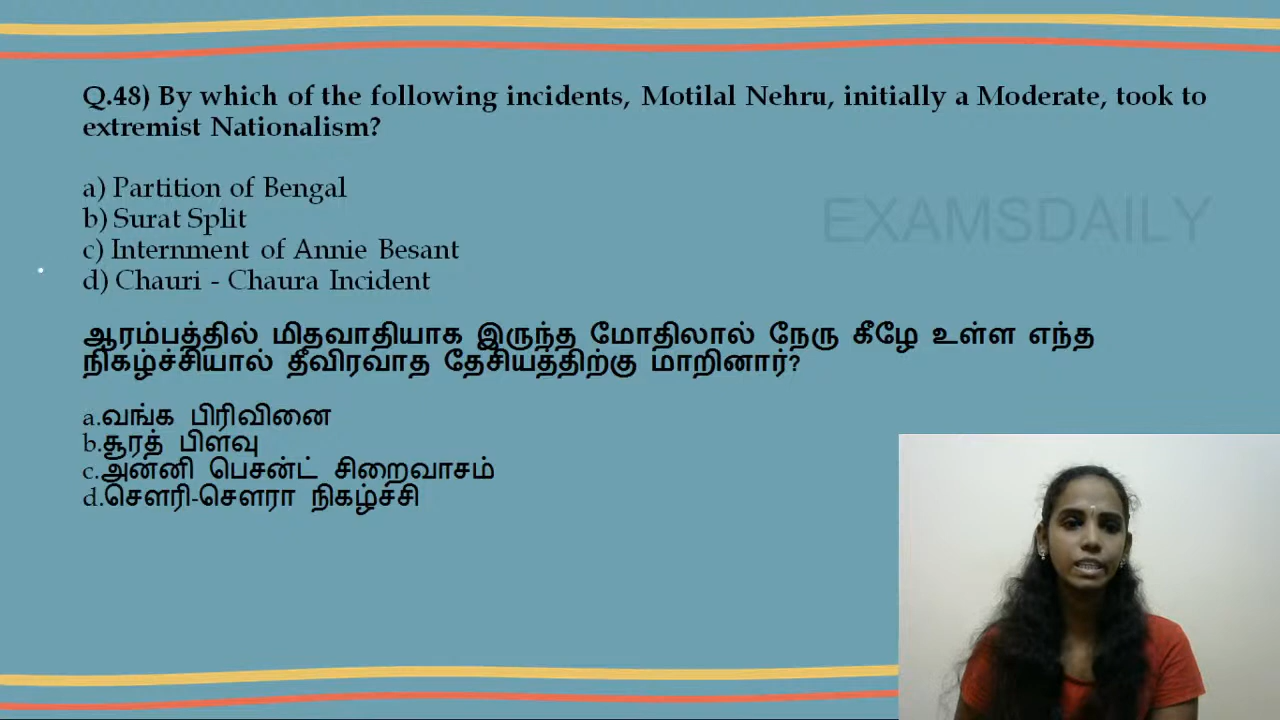 Q.48) By which of the following incidents, Motilal Nehru, initially a Moderate, took to
extremist Nationalism?
a) Partition of Bengal
b) Surat Split
EXAMSDAILY
c) Internment of Annie Besant
d) Chauri - Chaura Incident
ஆரம்பத்தில் மிதவாதியாக இருந்த மோதிலால் நேரு கீழே உள்ள எந்த
நிகழ்ச்சியால் தீவிரவாத தேசியத்திற்கு மாறினார்?
a.வங்க பிரிவினை
b.சூரத் பிளவு
c.அன்னி பெசன்ட் சிறைவாசம்
d.சௌரி-சௌரா நிகழ்ச்சி